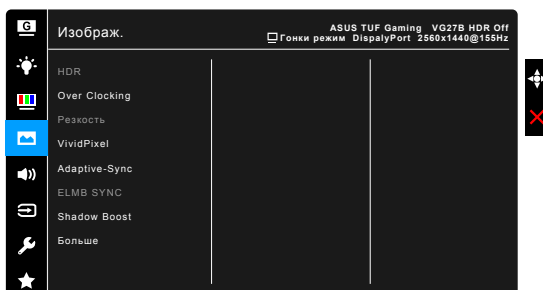 G
Изображ.
ASUS TUF Gaming VG27B HDR Off
Гонки режим DispalyPort 2560x1440@155Hz
HDR
Over Clocking
Резкость
VividPixel
Adaptive-Sync
ELMB SYNC
Shadow Boost
Больше